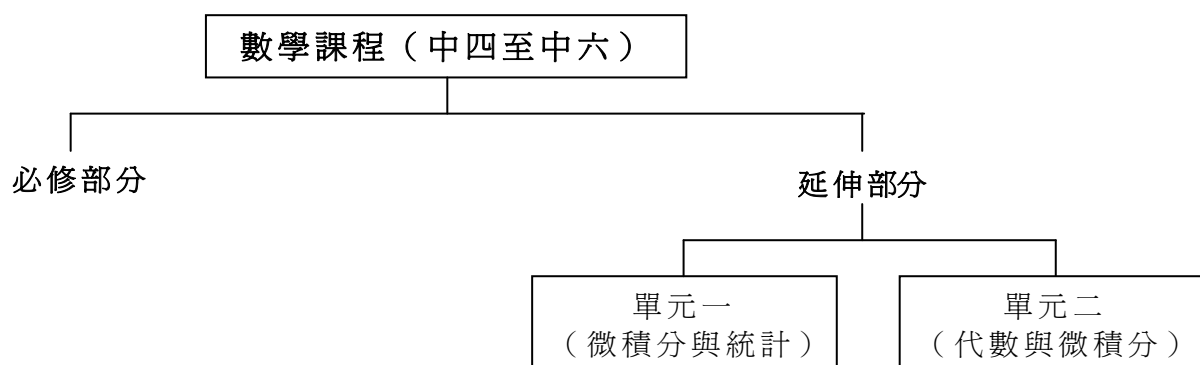 數學課程（中四至中六）
必修部分
延伸部分
單元一
（微積分與統計）
單元二
（代數與微積分）